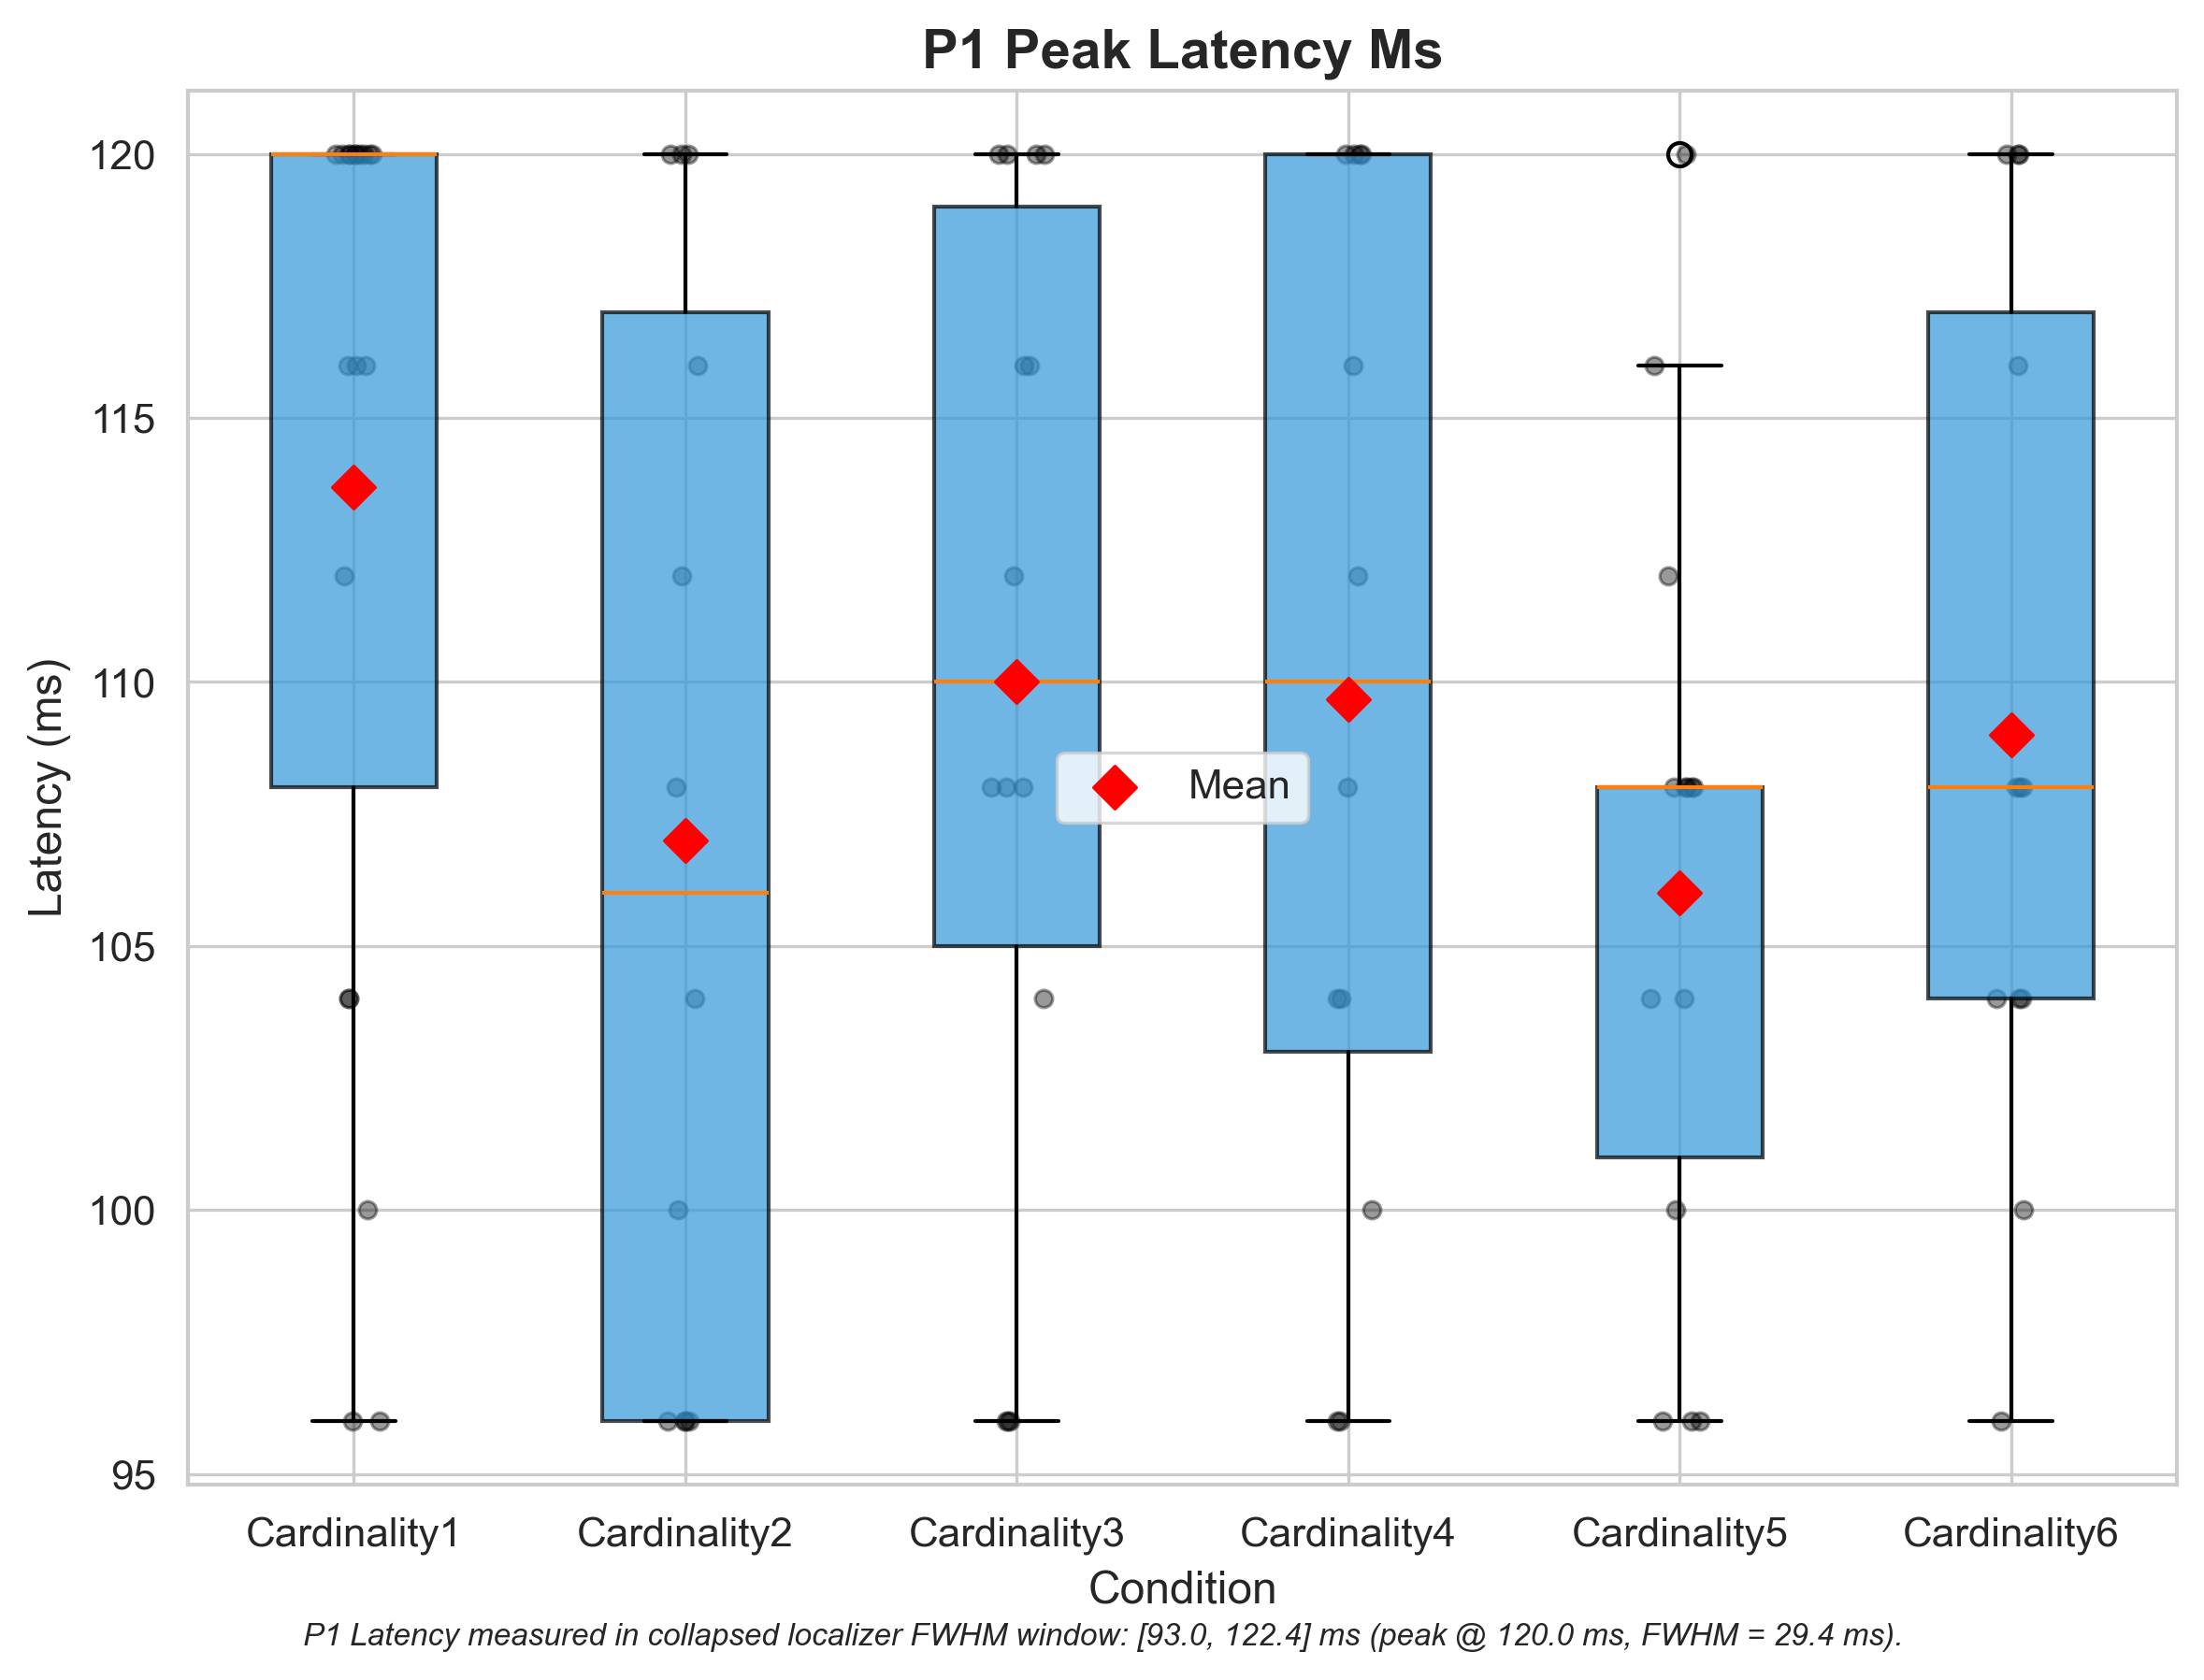 P1 Peak Latency Ms
Latency (ms)
120
115
110
105
100
95
Mean
Cardinality1 Cardinality2 Cardinality3 Cardinality4 Cardinality5 Cardinality6
Condition
P1 Latency measured in collapsed localizer FWHM window: [93.0, 122.4] ms (peak @ 120.0 ms, FWHM = 29.4 ms).